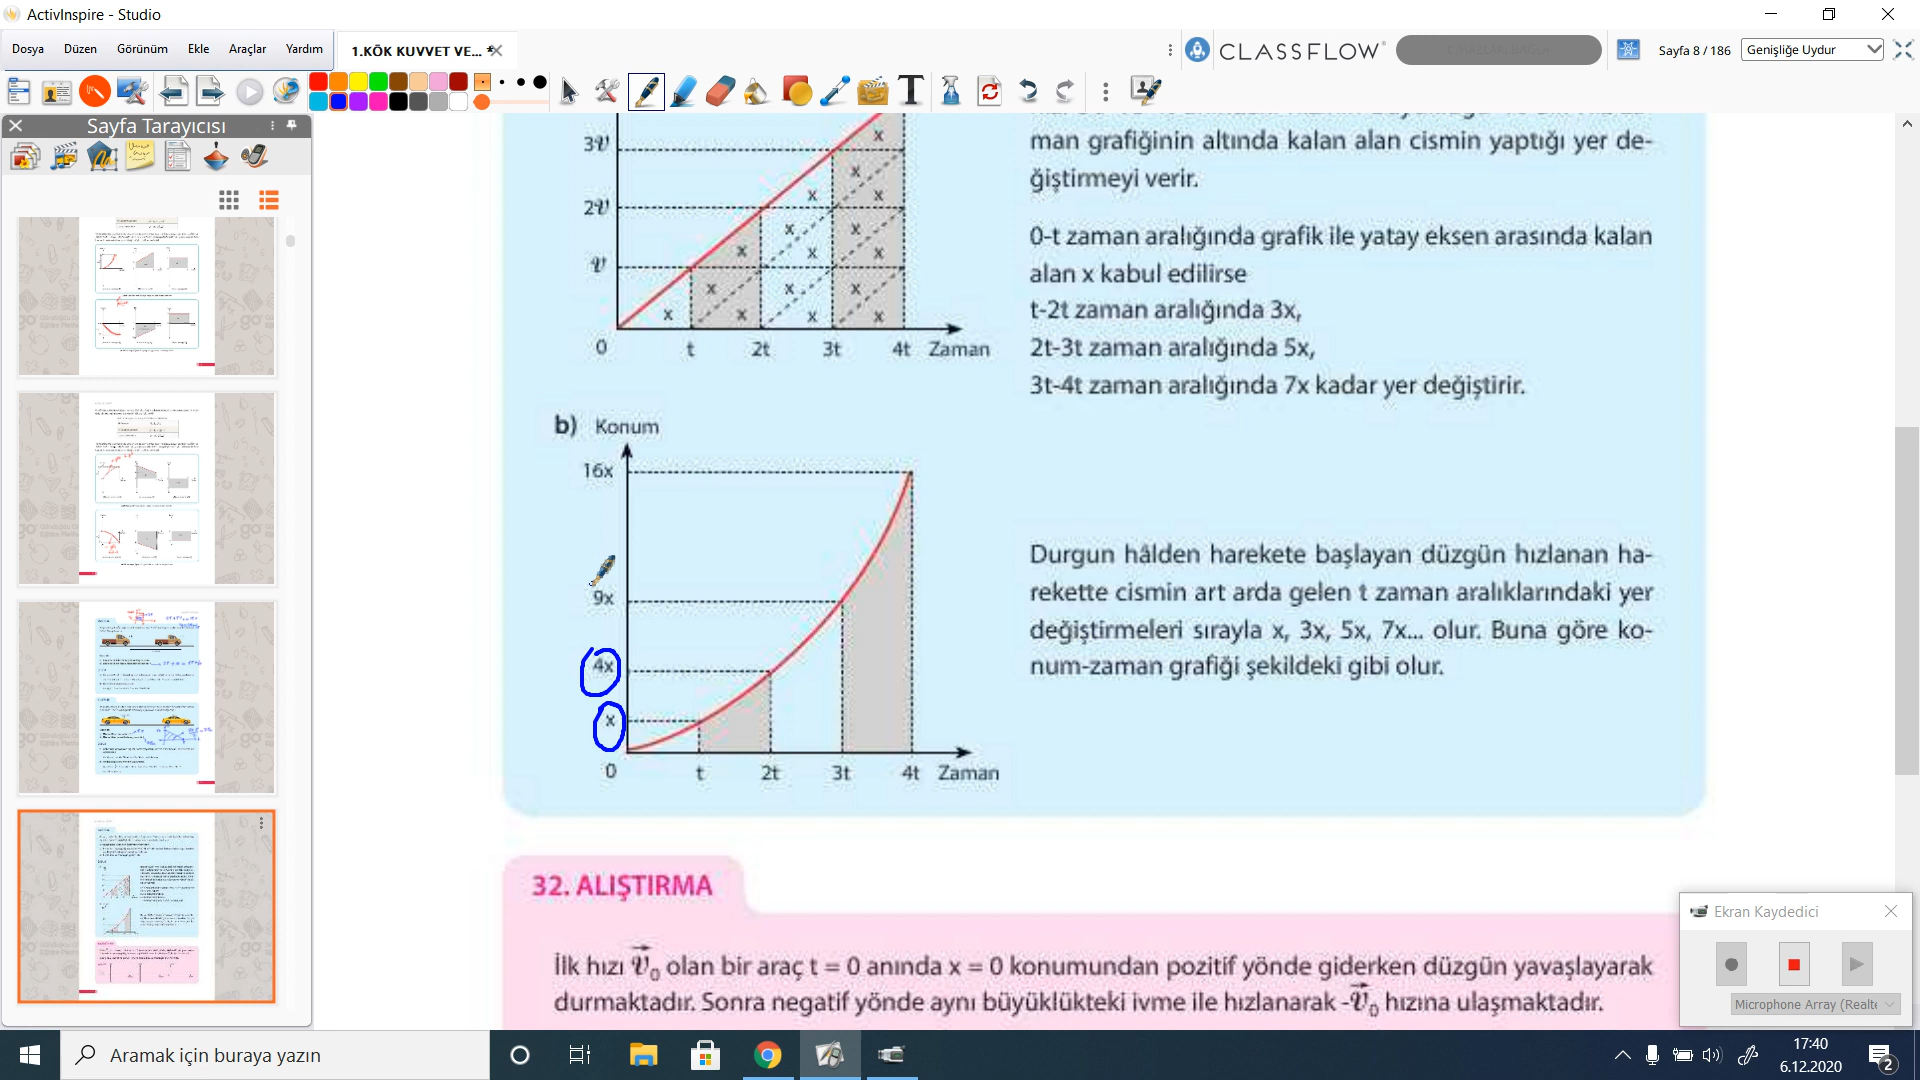 ActivInspire - Studio
Dosya Düzen Görünüm Ekle Araçlar Yardım
1.KÖK KUVVET VE... *
CLASSFLOW
Sayfa 8 / 186
Genişliğe Uydur
Sayfa Tarayıcısı
man grafiğinin altında kalan alan cismin yaptığı yer de-
ğiştirmeyi verir.
0-t zaman aralığında grafik ile yatay eksen arasında kalan
alan x kabul edilirse
t-2t zaman aralığında 3x,
2t-3t zaman aralığında 5x,
3t-4t zaman aralığında 7x kadar yer değiştirir.
3v
2v
v
x
x x
x x
x x x
x x x
x x x
x x x x
0 t 2t 3t 4t Zaman
b) Konum
16x
9x
4x
x
0 t 2t 3t 4t Zaman
Durgun hâlden harekete başlayan düzgün hızlanan ha-
rekette cismin art arda gelen t zaman aralıklarındaki yer
değiştirmeleri sırayla x, 3x, 5x, 7x... olur. Buna göre ko-
num-zaman grafiği şekildeki gibi olur.
32. ALIŞTIRMA
İlk hızı v₀ olan bir araç t = 0 anında x = 0 konumundan pozitif yönde giderken düzgün yavaşlayarak
durmaktadır. Sonra negatif yönde aynı büyüklükteki ivme ile hızlanarak -v₀ hızına ulaşmaktadır.
Ekran Kaydedici
Microphone Array (Realte
Aramak için buraya yazın
17:40
6.12.2020
2